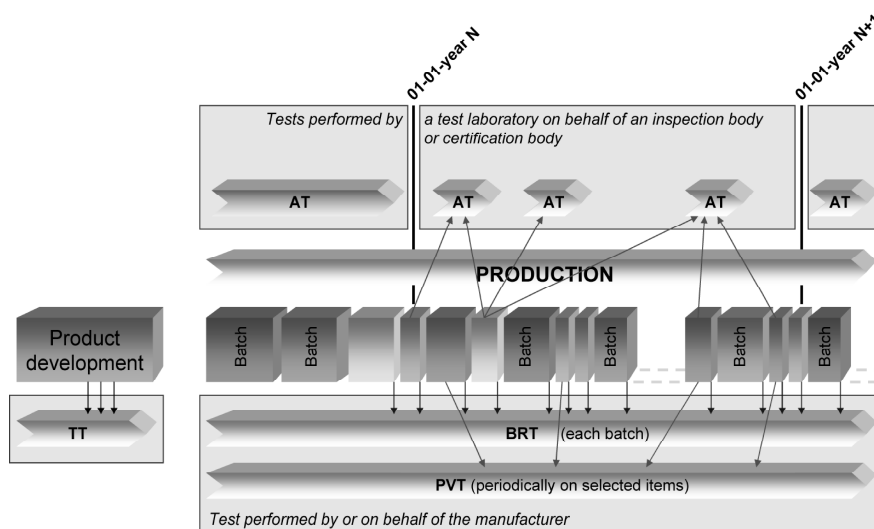 01-01-year N
01-01-year N+1
Tests performed by
a test laboratory on behalf of an inspection body
or certification body
AT
AT
AT
AT
AT
PRODUCTION
Product
development
Batch
Batch
Batch
Batch
Batch
Batch
TT
BRT (each batch)
PVT (periodically on selected items)
Test performed by or on behalf of the manufacturer